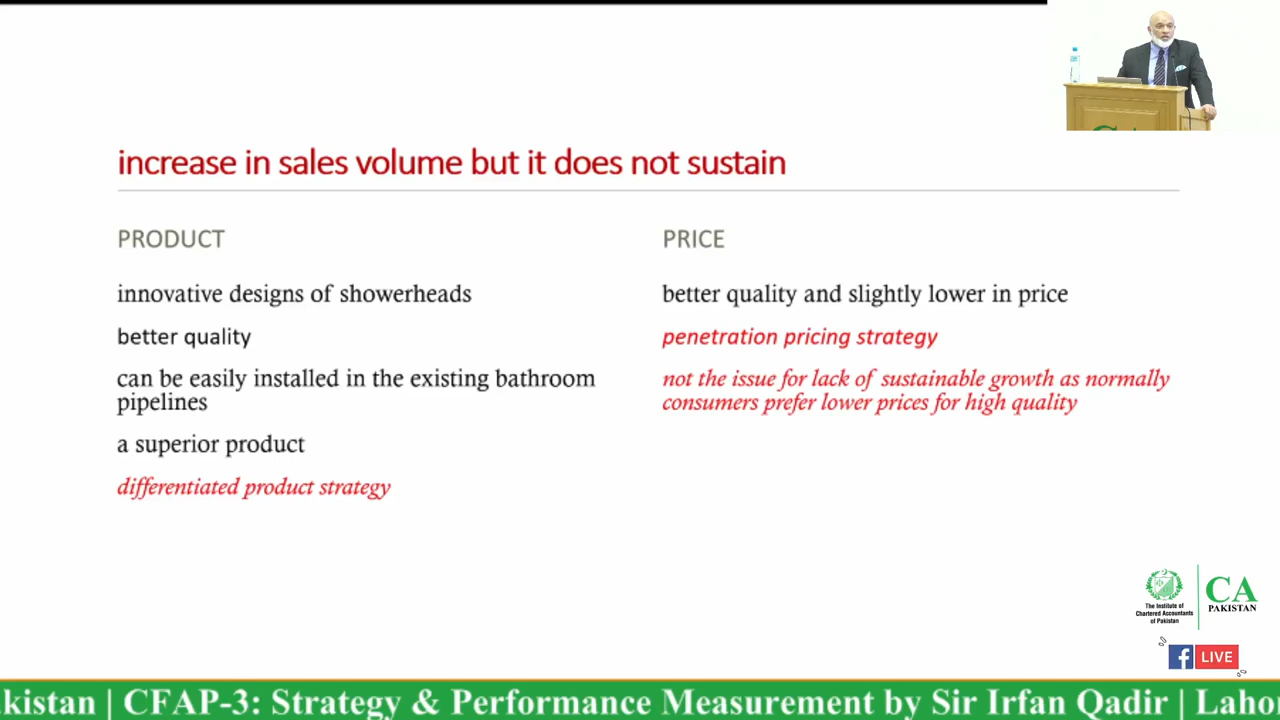 increase in sales volume but it does not sustain
PRODUCT
innovative designs of showerheads
better quality
can be easily installed in the existing bathroom
pipelines
a superior product
differentiated product strategy
PRICE
better quality and slightly lower in price
penetration pricing strategy
not the issue for lack of sustainable growth as normally
consumers prefer lower prices for high quality
The Institute of
Chartered Accountants
of Pakistan
CA
PAKISTAN
f LIVE
kistan | CFAP-3: Strategy & Performance Measurement by Sir Irfan Qadir | Laho